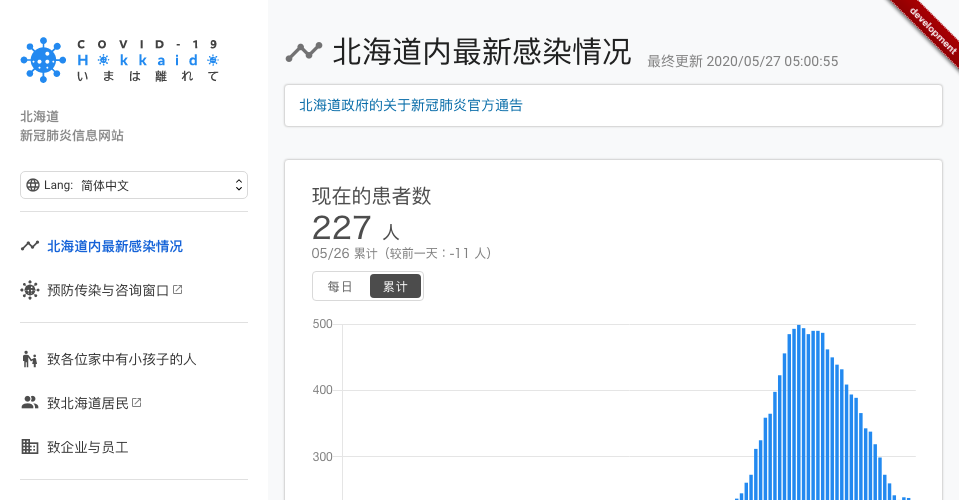 COVID-19
Hokkaido
いまは離れて
北海道
新冠肺炎信息网站
Lang: 简体中文
北海道内最新感染情况
预防传染与咨询窗口
致各位家中有小孩子的人
致北海道居民
致企业与员工
development
北海道内最新感染情况 最终更新 2020/05/27 05:00:55
北海道政府的关于新冠肺炎官方通告
现在的患者数
227 人
05/26 累计（较前一天：-11 人）
每日 累计
500
400
300